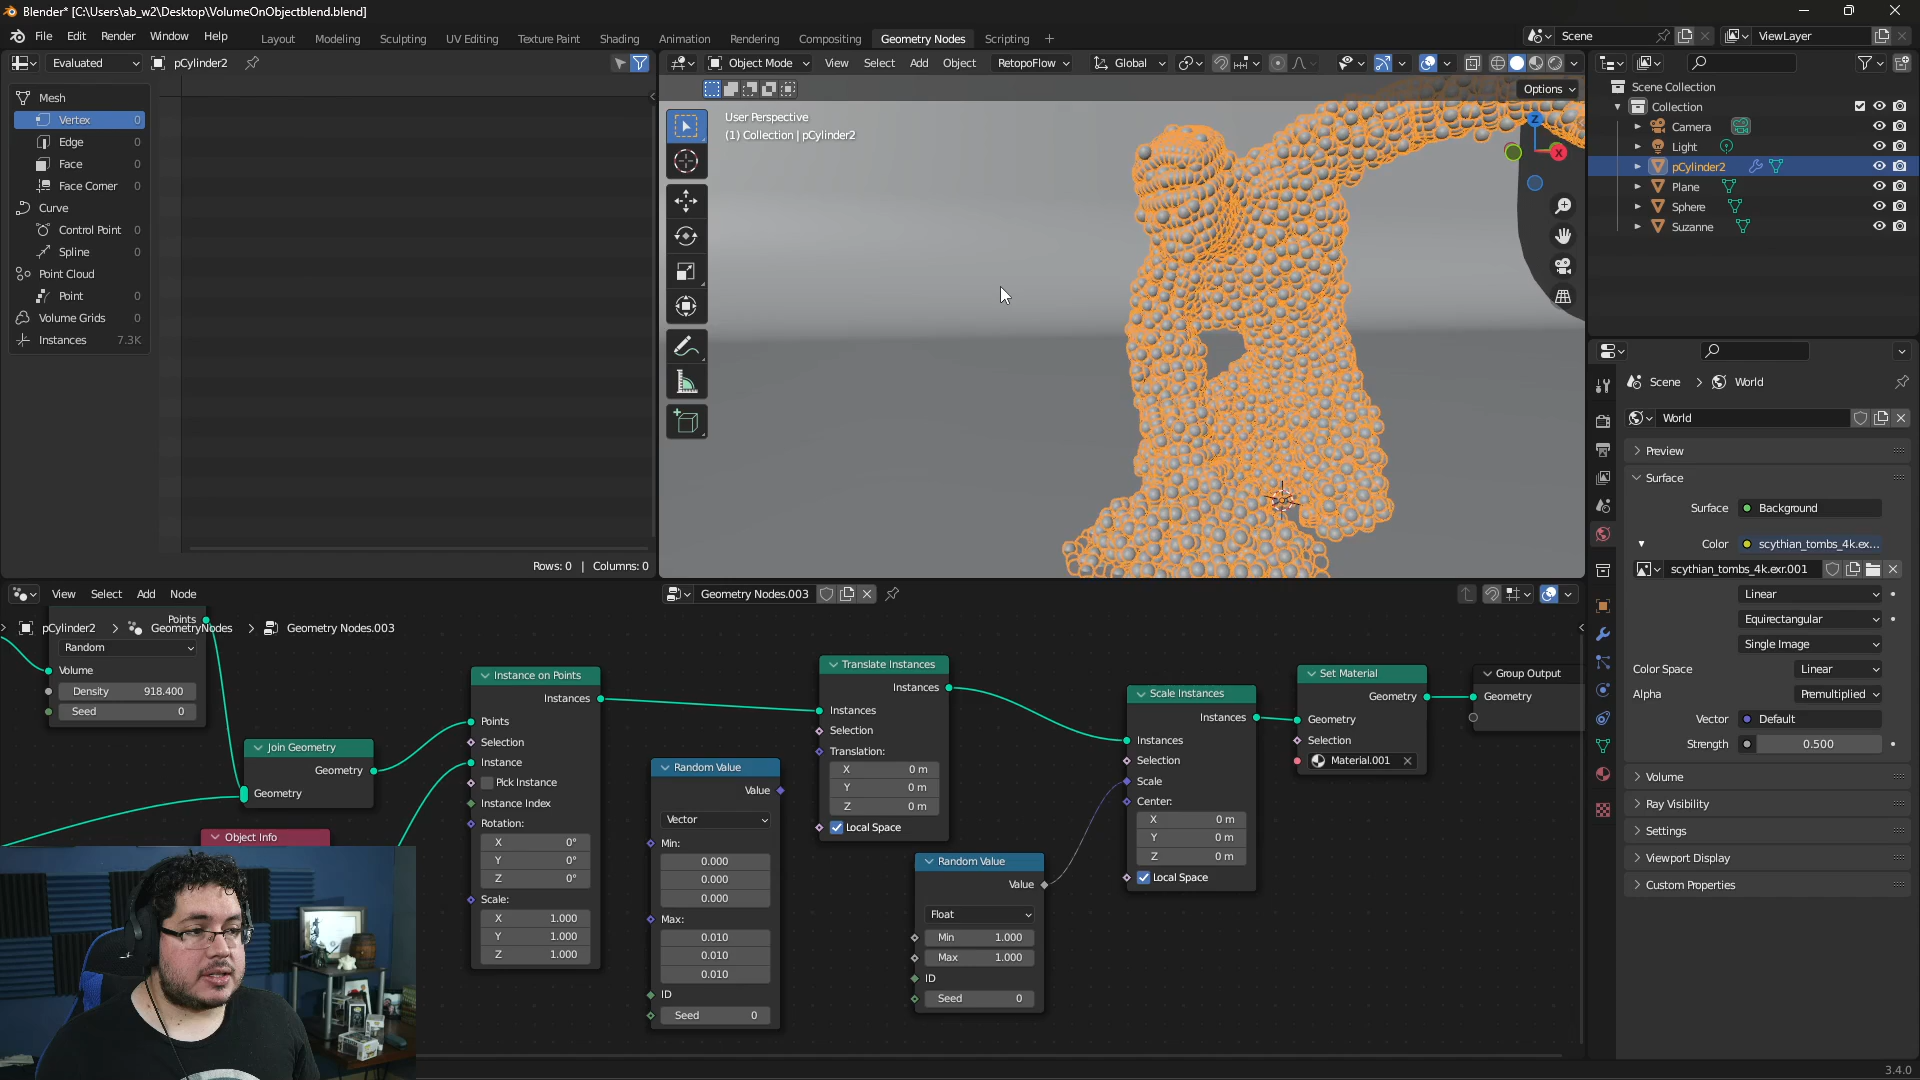 Blender* [C:\Users\ab_w2\Desktop\VolumeOnObjectblend.blend]
File Edit Render Window Help
Layout Modeling Sculpting UV Editing Texture Paint Shading Animation Rendering Compositing Geometry Nodes Scripting
Scene
ViewLayer
Evaluated
pCylinder2
Mesh
Vertex 0
Edge 0
Face 0
Face Corner 0
Curve
Control Point 0
Spline 0
Point Cloud
Point 0
Volume Grids 0
Instances 7.3K
Rows: 0 | Columns: 0
Object Mode View Select Add Object RetopoFlow Global
Options
User Perspective
(1) Collection | pCylinder2
Z
X
Scene Collection
Collection
Camera
Light
pCylinder2
Plane
Sphere
Suzanne
Scene > World
World
Preview
Surface
Surface Background
Color scythian_tombs_4k.ex...
scythian_tombs_4k.exr.001
Linear
Equirectangular
Single Image
Color Space Linear
Alpha Premultiplied
Vector Default
Strength 0.500
Volume
Ray Visibility
Settings
Viewport Display
Custom Properties
View Select Add Node
Geometry Nodes.003
pCylinder2 > GeometryNodes > Geometry Nodes.003
Points
Random
Volume
Density 918.400
Seed 0
Join Geometry
Geometry
Geometry
Object Info
Instance on Points
Instances
Points
Selection
Instance
Pick Instance
Instance Index
Rotation:
X 0°
Y 0°
Z 0°
Scale:
X 1.000
Y 1.000
Z 1.000
Random Value
Value
Vector
Min:
0.000
0.000
0.000
Max:
0.010
0.010
0.010
ID
Seed 0
Translate Instances
Instances
Instances
Selection
Translation:
X 0 m
Y 0 m
Z 0 m
Local Space
Random Value
Value
Float
Min 1.000
Max 1.000
ID
Seed 0
Scale Instances
Instances
Instances
Selection
Scale
Center:
X 0 m
Y 0 m
Z 0 m
Local Space
Set Material
Geometry
Geometry
Selection
Material.001
Group Output
Geometry
3.4.0